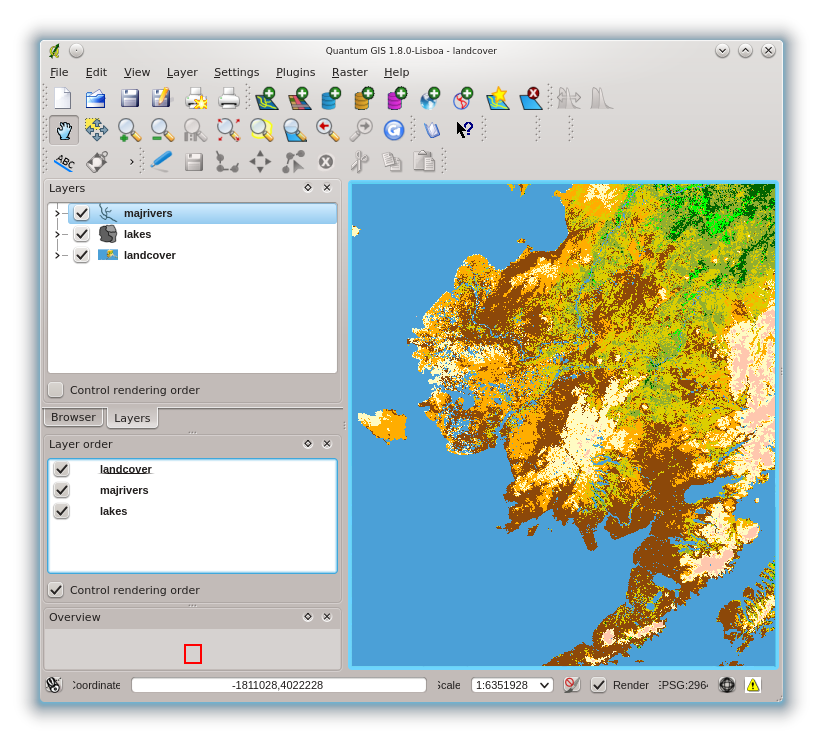 Quantum GIS 1.8.0-Lisboa - landcover
File Edit View Layer Settings Plugins Raster Help
ABC
Layers
majrivers
lakes
landcover
Control rendering order
Browser Layers
Layer order
landcover
majrivers
lakes
Control rendering order
Overview
Coordinate -1811028,4022228 Scale 1:6351928 Render EPSG:2964